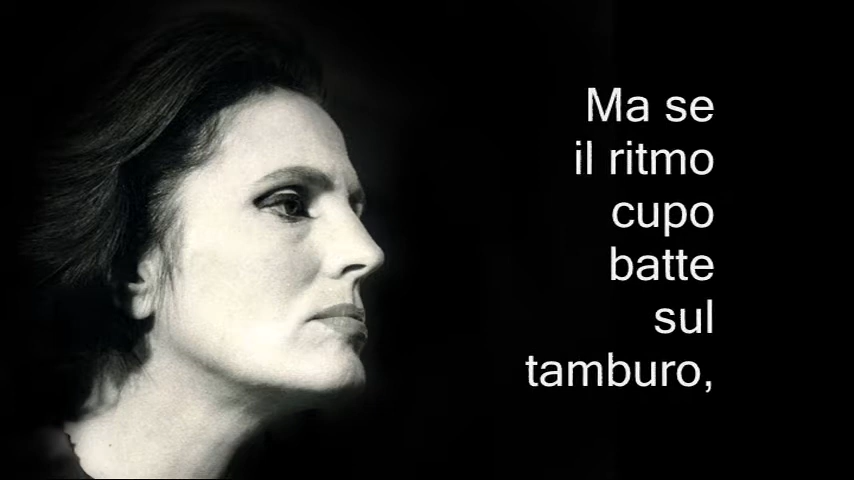 Ma se
il ritmo
cupo
batte
sul
tamburo,